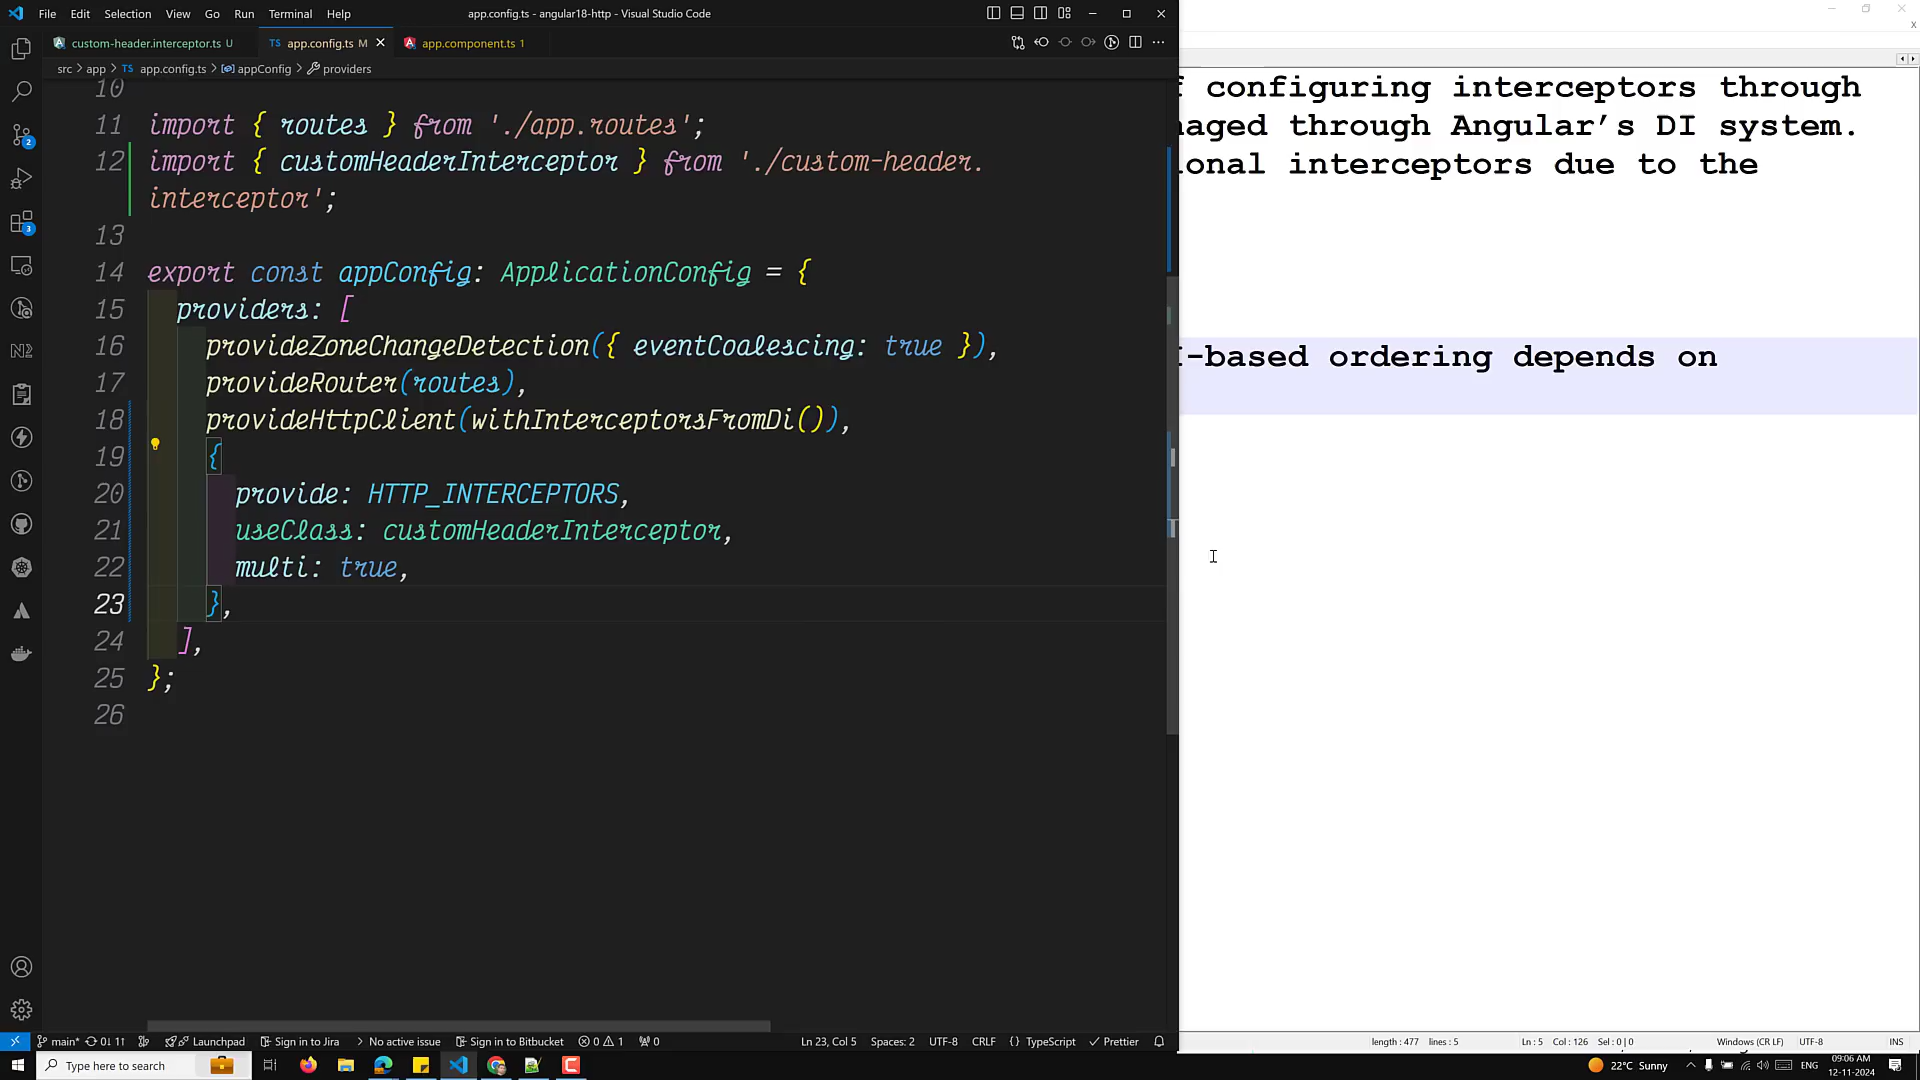 File Edit Selection View Go Run Terminal Help
app.config.ts - angular18-http - Visual Studio Code
custom-header.interceptor.ts U
TS app.config.ts M
app.component.ts 1
src > app > TS app.config.ts > appConfig > providers
10
11 import { routes } from './app.routes';
12 import { customHeaderInterceptor } from './custom-header.
interceptor';
13
14 export const appConfig: ApplicationConfig = {
15 providers: [
16 provideZoneChangeDetection({ eventCoalescing: true }),
17 provideRouter(routes),
18 provideHttpClient(withInterceptorsFromDi()),
19 {
20 provide: HTTP_INTERCEPTORS,
21 useClass: customHeaderInterceptor,
22 multi: true,
23 },
24 ],
25 };
26
configuring interceptors through
naged through Angular’s DI system.
ional interceptors due to the
I-based ordering depends on
2
3
N2
main* 0↓ 1↑ Launchpad Sign in to Jira No active issue Sign in to Bitbucket 0 1 0 Ln 23, Col 5 Spaces: 2 UTF-8 CRLF {} TypeScript Prettier
length : 477 lines : 5 Ln : 5 Col : 126 Sel : 0 | 0 Windows (CR LF) UTF-8 INS
Type here to search
22°C Sunny ENG
09:06 AM
12-11-2024